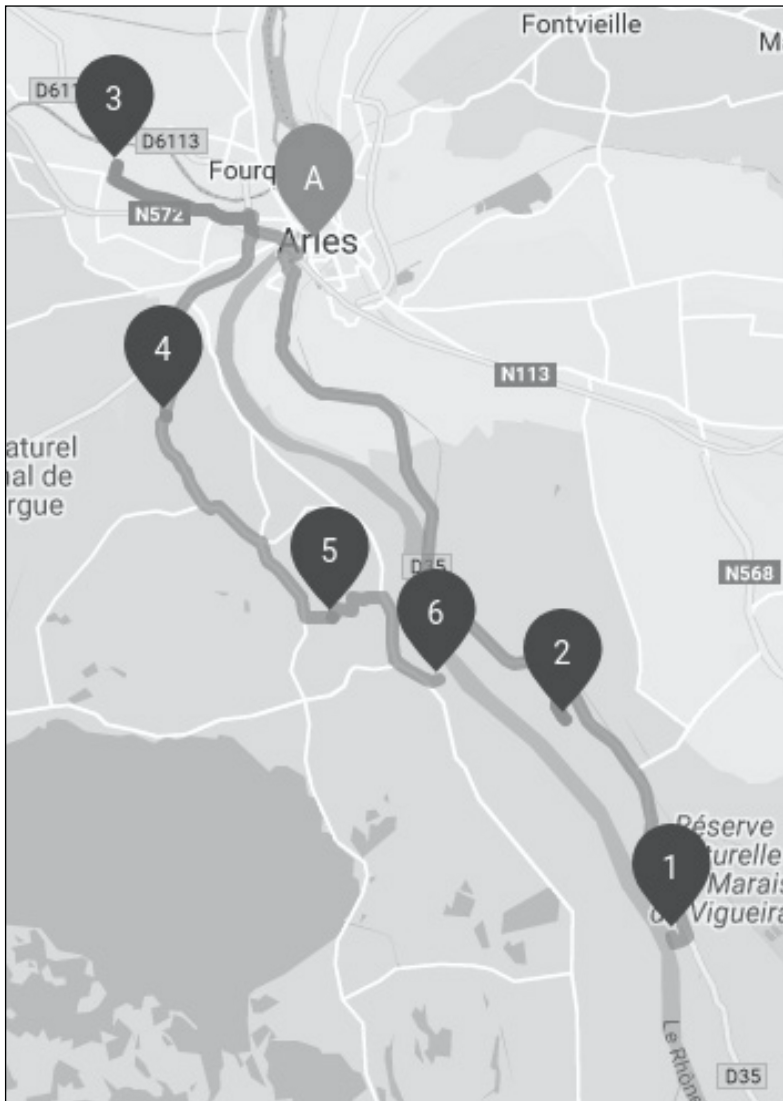 Fontvieille
M
D611
3
D6113
Fourq
A
N572
Arles
4
N113
aturel
nal de
rgue
5
D35
N568
6
2
Réserve
turelle
1
Marais
Vigueira
Le Rhône
D35